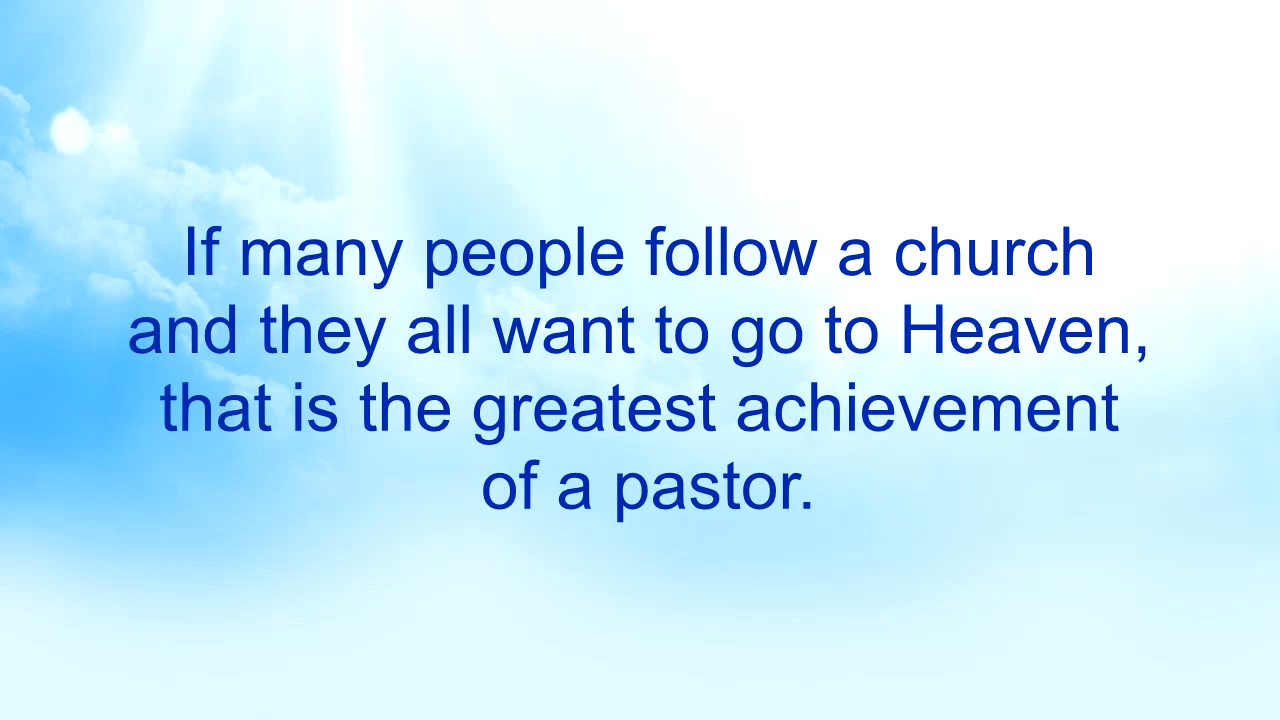 If many people follow a church
and they all want to go to Heaven,
that is the greatest achievement
of a pastor.